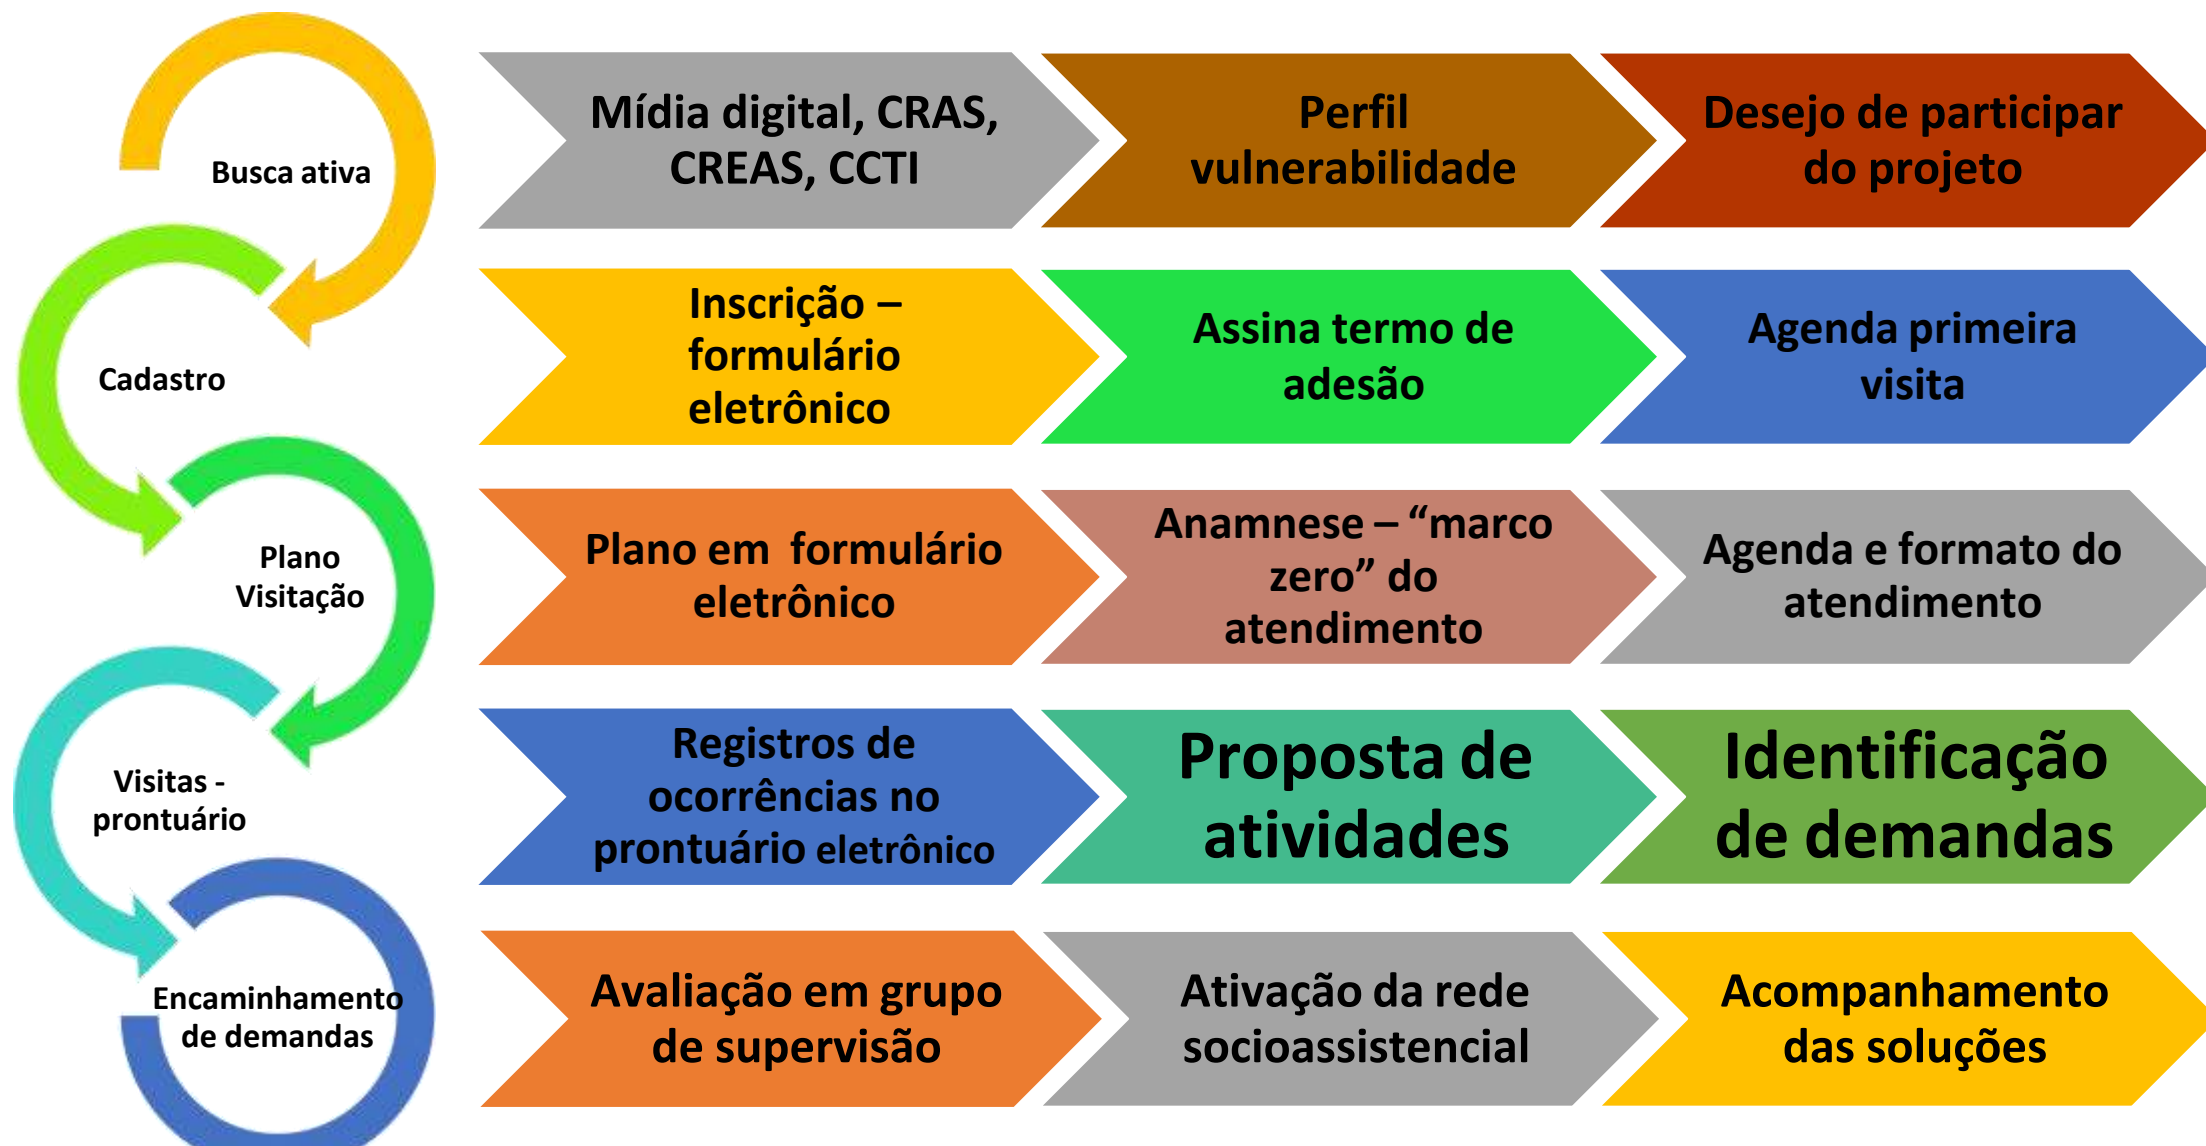 Busca ativa
Mídia digital, CRAS,
CREAS, CCTI
Perfil
vulnerabilidade
Desejo de participar
do projeto
Cadastro
Inscrição –
formulário
eletrônico
Assina termo de
adesão
Agenda primeira
visita
Plano
Visitação
Plano em  formulário
eletrônico
Anamnese – “marco
zero” do
atendimento
Agenda e formato do
atendimento
Visitas -
prontuário
Registros de
ocorrências no
prontuário eletrônico
Proposta de
atividades
Identificação
de demandas
Encaminhamento
de demandas
Avaliação em grupo
de supervisão
Ativação da rede
socioassistencial
Acompanhamento
das soluções